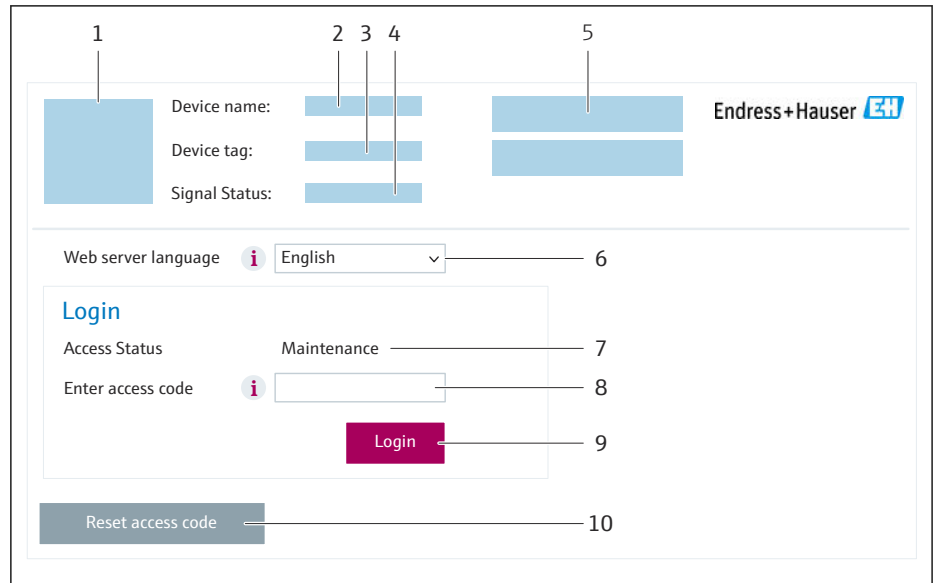 1 2 3 4 5
Device name:
Endress+Hauser EH
Device tag:
Signal Status:
Web server language i English 6
Login
Access Status Maintenance 7
Enter access code i 8
Login 9
Reset access code 10